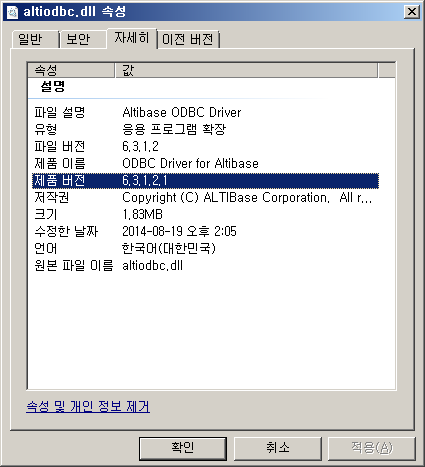 altiodbc.dll 속성
일반 보안 자세히 이전 버전
속성 값
설명
파일 설명 Altibase ODBC Driver
유형 응용 프로그램 확장
파일 버전 6.3.1.2
제품 이름 ODBC Driver for Altibase
제품 버전 6.3.1.2.1
저작권 Copyright (C) ALTIBase Corporation. All r...
크기 1.83MB
수정한 날짜 2014-08-19 오후 2:05
언어 한국어(대한민국)
원본 파일 이름 altiodbc.dll
속성 및 개인 정보 제거
확인 취소 적용(A)